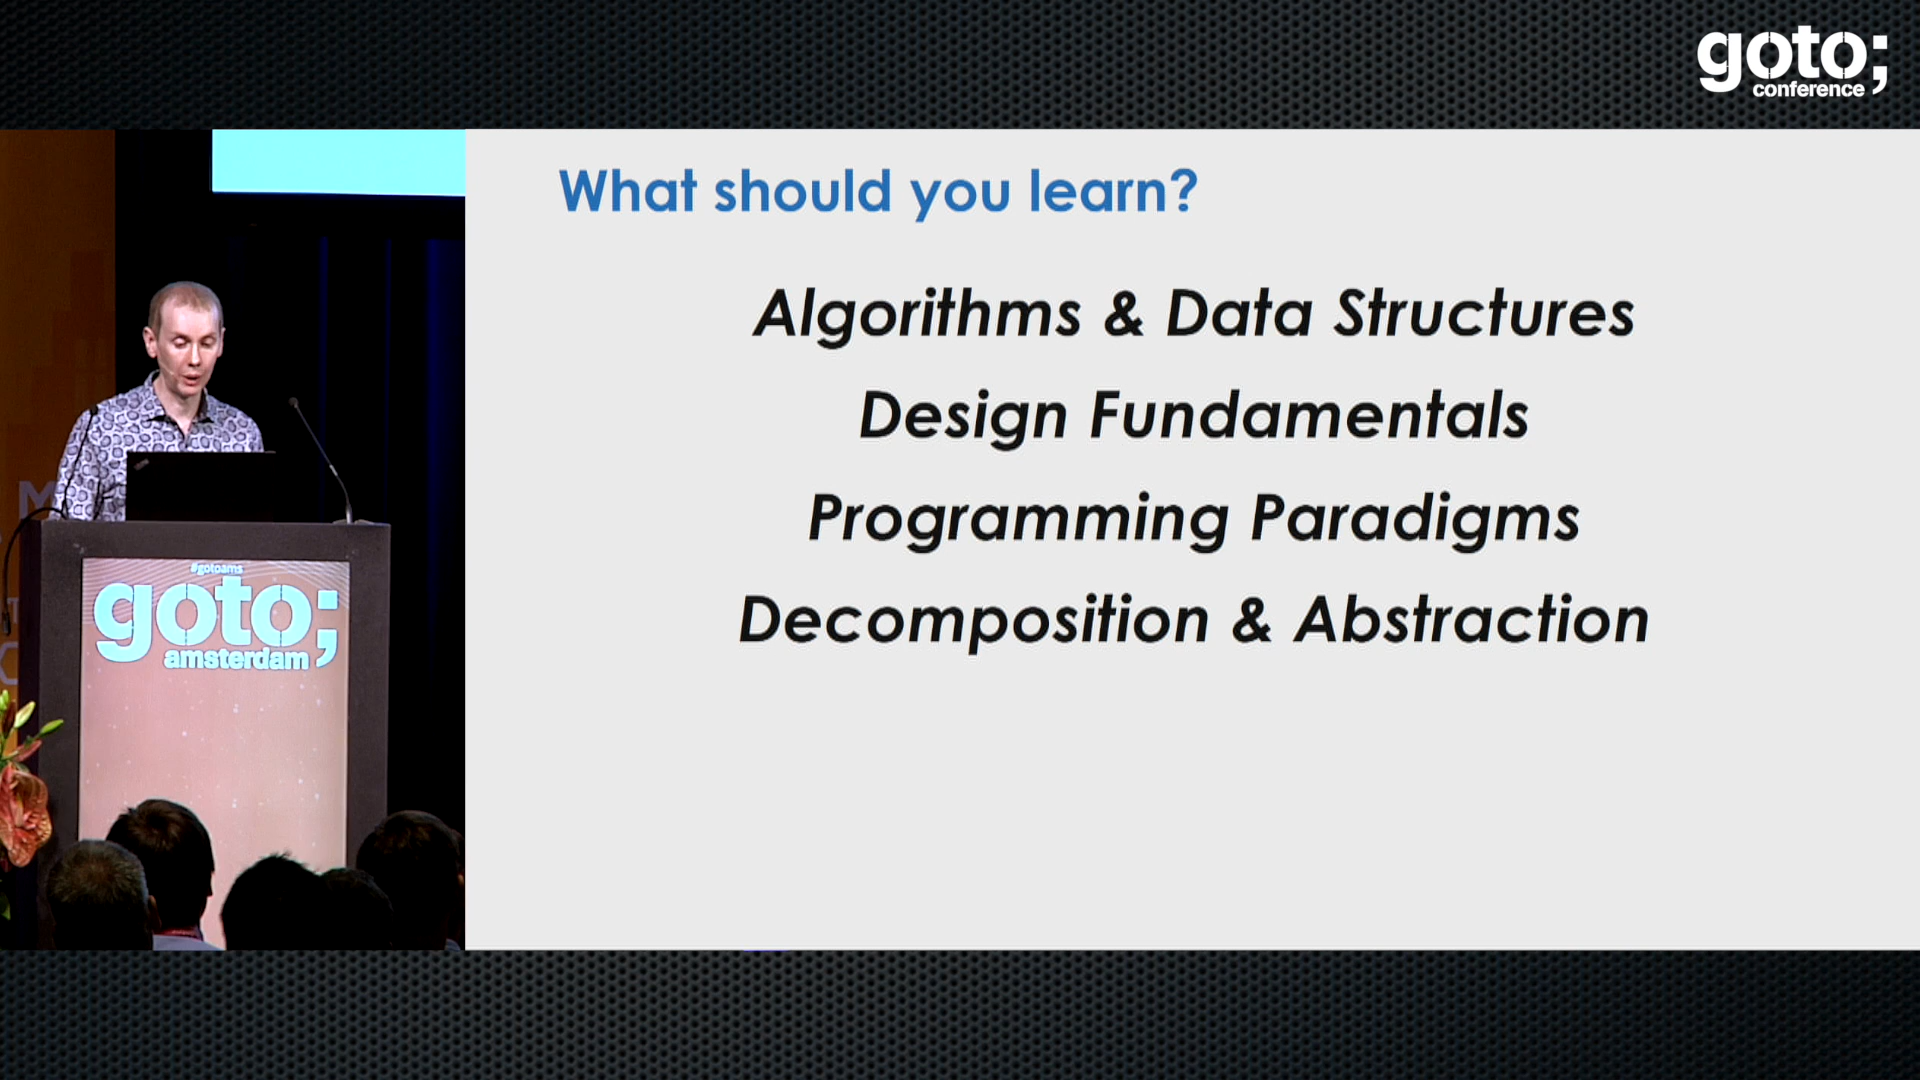 goto;
conference
What should you learn?
Algorithms & Data Structures
Design Fundamentals
Programming Paradigms
Decomposition & Abstraction
#gotoams
goto;
amsterdam